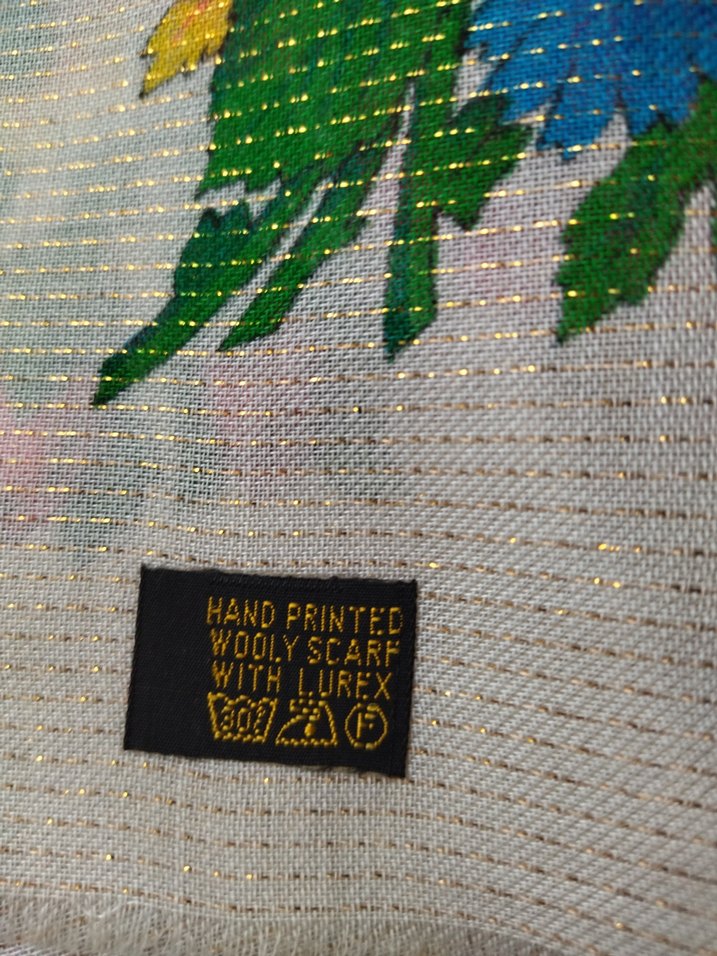 HAND PRINTED
WOOLY SCARF
WITH LUREX
30° F